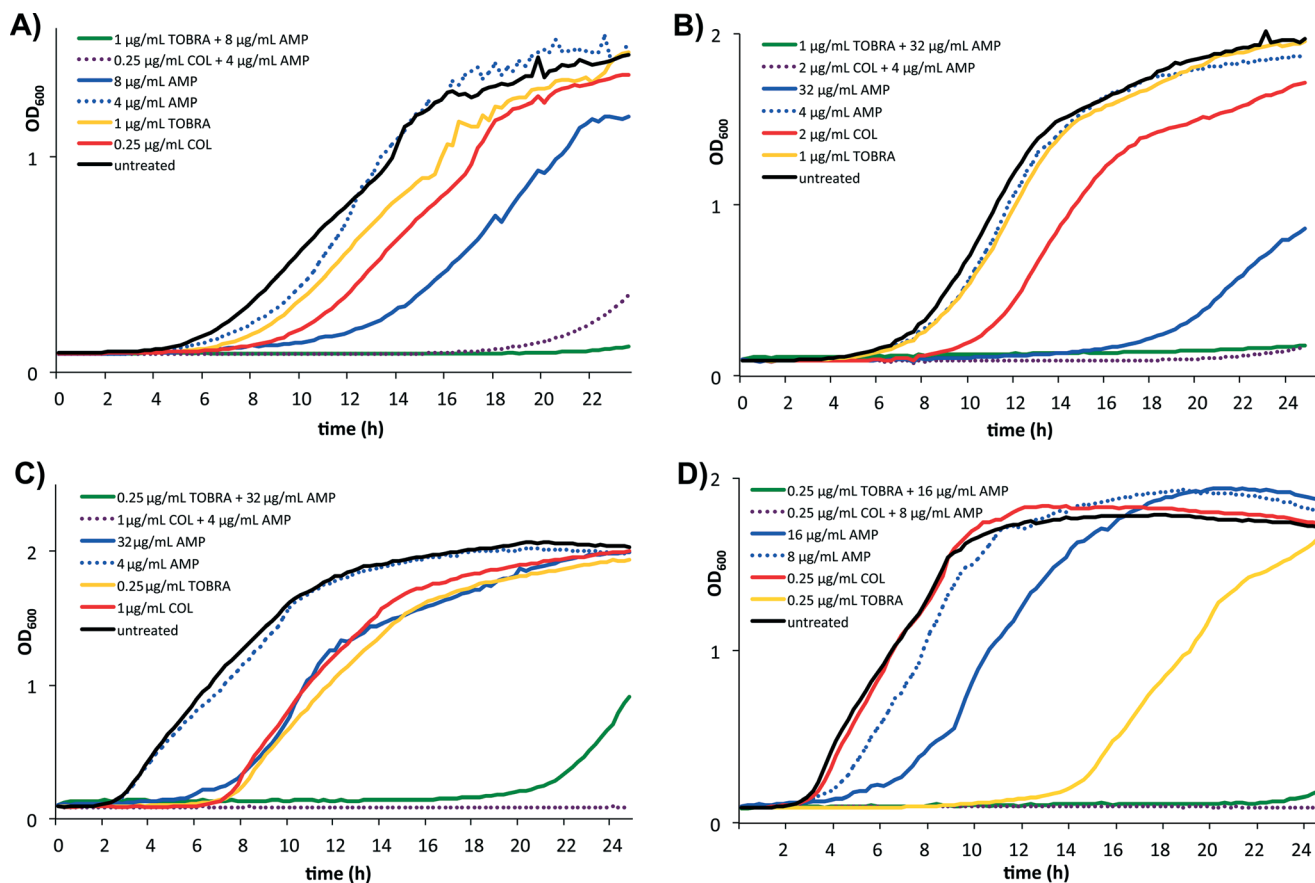 A)
1 µg/mL TOBRA + 8 µg/mL AMP
0.25 µg/mL COL + 4 µg/mL AMP
8 µg/mL AMP
4 µg/mL AMP
1 µg/mL TOBRA
0.25 µg/mL COL
untreated
OD600
1
0
0 2 4 6 8 10 12 14 16 18 20 22
time (h)
B)
1 µg/mL TOBRA + 32 µg/mL AMP
2 µg/mL COL + 4 µg/mL AMP
32 µg/mL AMP
4 µg/mL AMP
2 µg/mL COL
1 µg/mL TOBRA
untreated
OD600
2
1
0
0 2 4 6 8 10 12 14 16 18 20 22 24
time (h)
C)
0.25 µg/mL TOBRA + 32 µg/mL AMP
1µg/mL COL + 4 µg/mL AMP
32µg/mL AMP
4 µg/mL AMP
0.25 µg/mL TOBRA
1µg/mL COL
untreated
OD600
2
1
0
0 2 4 6 8 10 12 14 16 18 20 22 24
time (h)
D)
0.25 µg/mL TOBRA + 16 µg/mL AMP
0.25 µg/mL COL + 8 µg/mL AMP
16 µg/mL AMP
8 µg/mL AMP
0.25 µg/mL COL
0.25 µg/mL TOBRA
untreated
OD600
2
1
0
2 4 6 8 10 12 14 16 18 20 22 24
time (h)